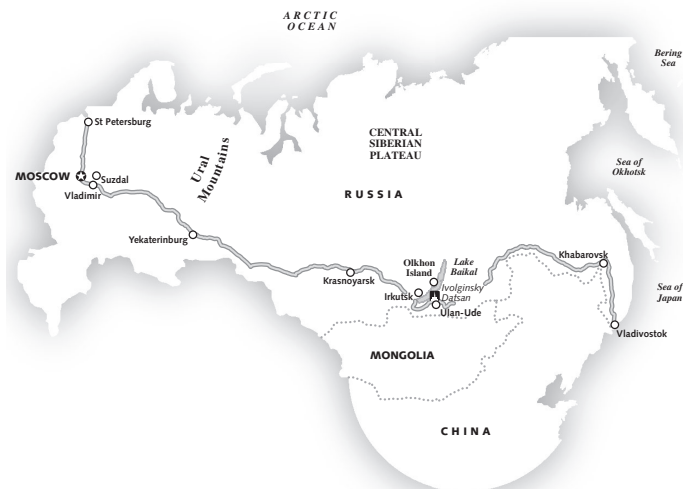 ARCTIC
OCEAN
Bering
Sea
St Petersburg
Ural
Mountains
CENTRAL
SIBERIAN
PLATEAU
Sea of
Okhotsk
MOSCOW
Suzdal
Vladimir
RUSSIA
Yekaterinburg
Khabarovsk
Olkhon
Island
Lake
Baikal
Krasnoyarsk
Irkutsk
Ivolginsky
Datsan
Ulan-Ude
Sea of
Japan
Vladivostok
MONGOLIA
CHINA